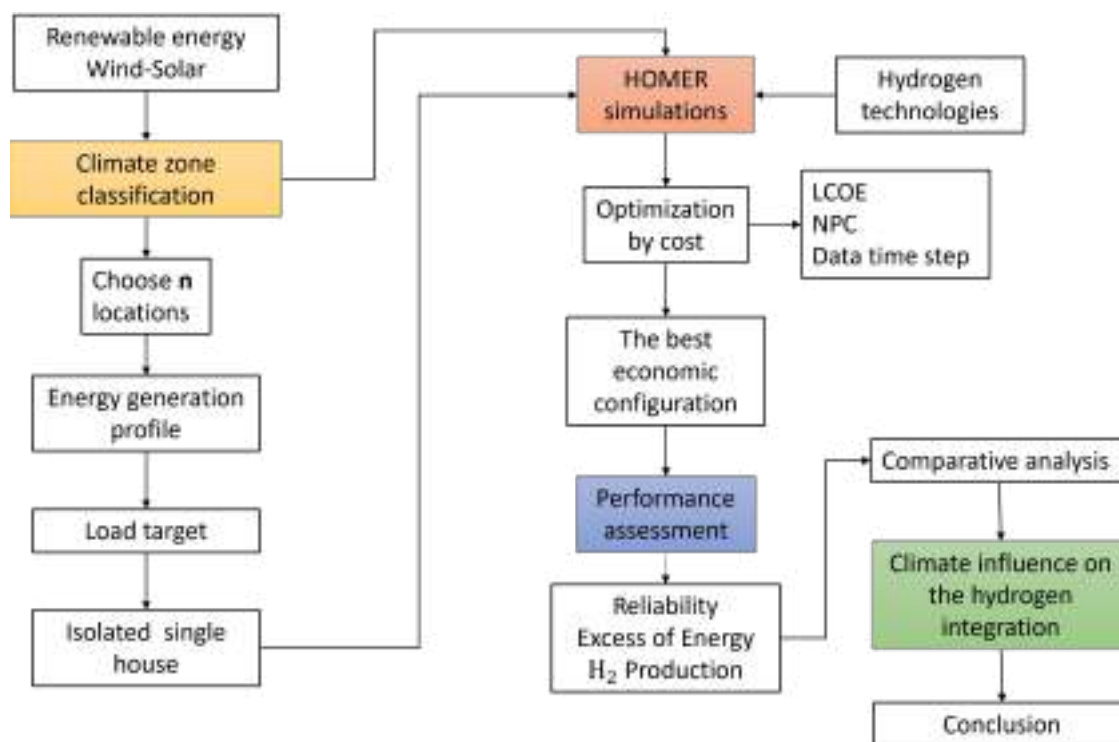 Renewable energy
Wind-Solar
Climate zone
classification
Choose n
locations
Energy generation
profile
Load target
Isolated single
house
HOMER
simulations
Hydrogen
technologies
Optimization
by cost
LCOE
NPC
Data time step
The best
economic
configuration
Performance
assessment
Reliability
Excess of Energy
H₂ Production
Comparative analysis
Climate influence on
the hydrogen
integration
Conclusion